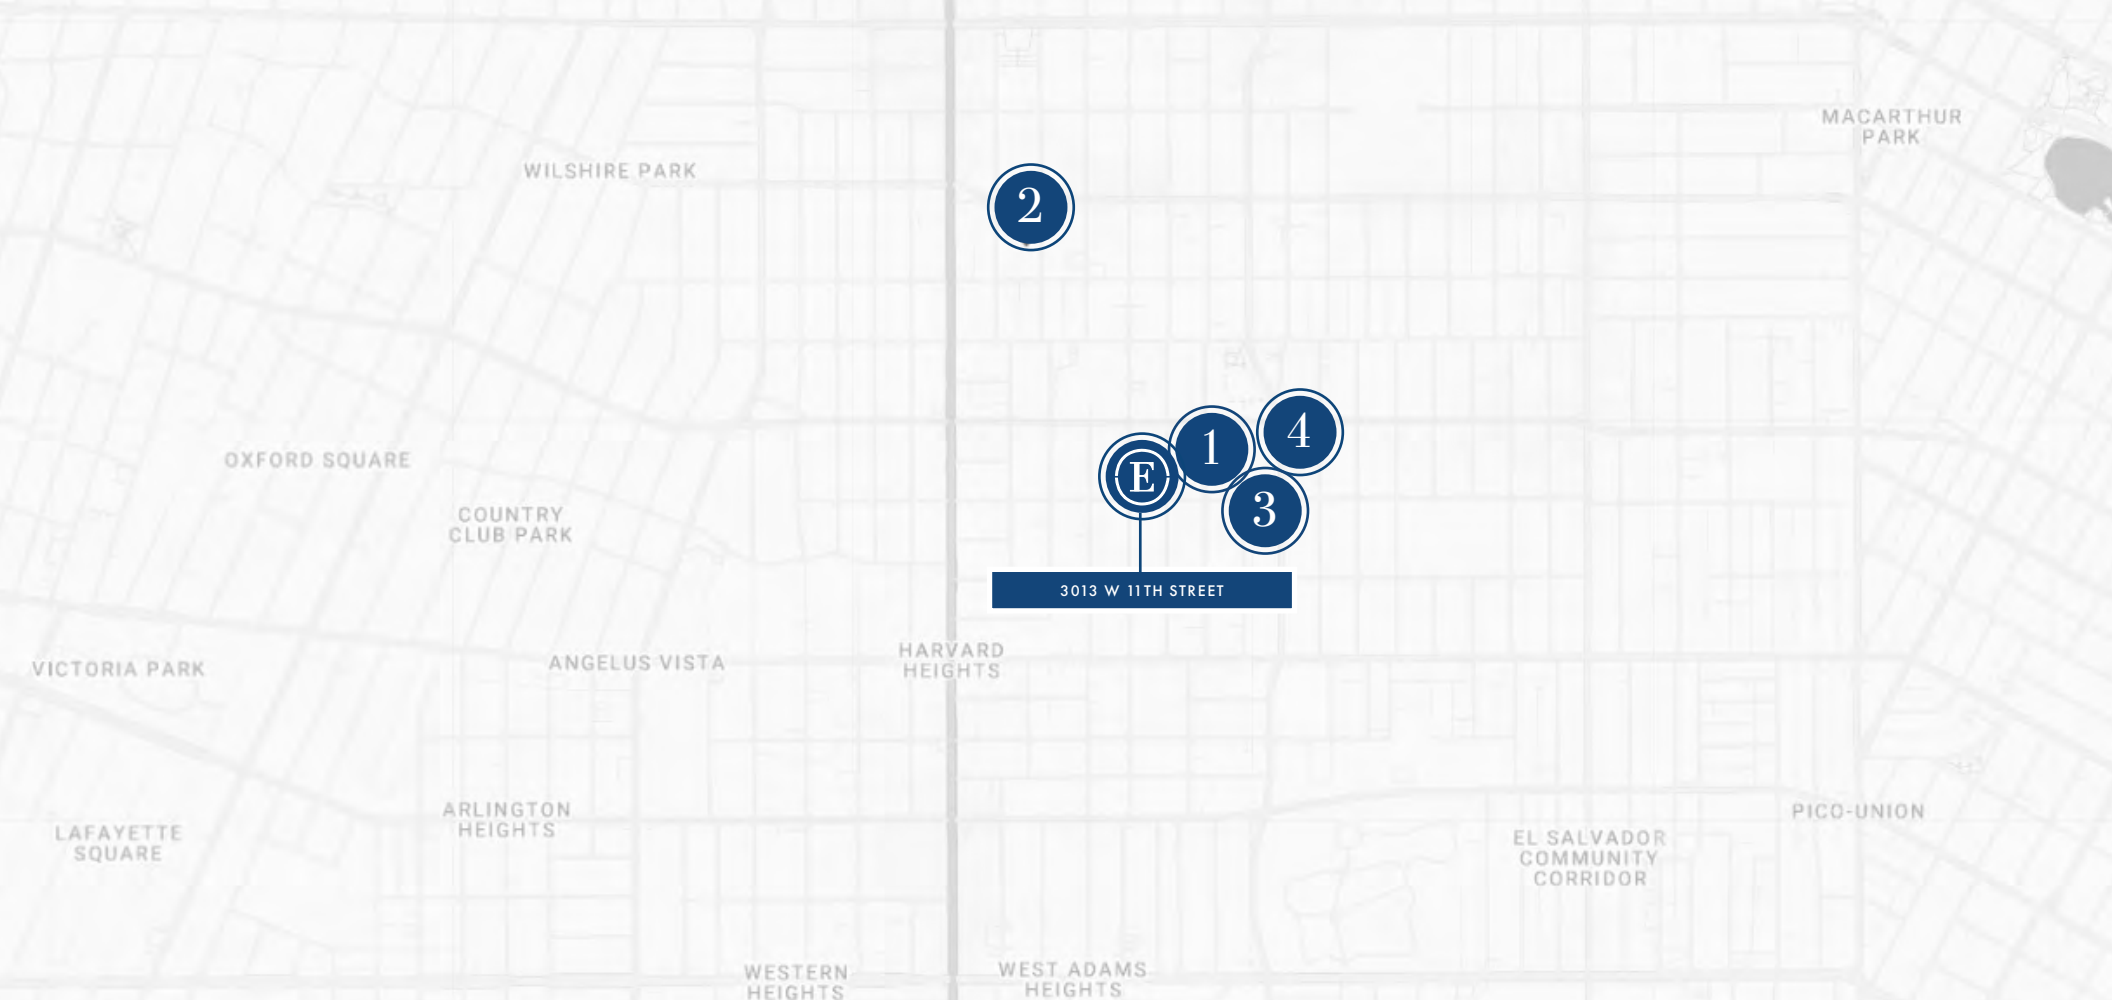 MACARTHUR
PARK
WILSHIRE PARK
2
4
1
E
3
OXFORD SQUARE
COUNTRY
CLUB PARK
3013 W 11TH STREET
HARVARD
HEIGHTS
ANGELUS VISTA
VICTORIA PARK
ARLINGTON
HEIGHTS
PICO-UNION
LAFAYETTE
SQUARE
EL SALVADOR
COMMUNITY
CORRIDOR
WESTERN
HEIGHTS
WEST ADAMS
HEIGHTS